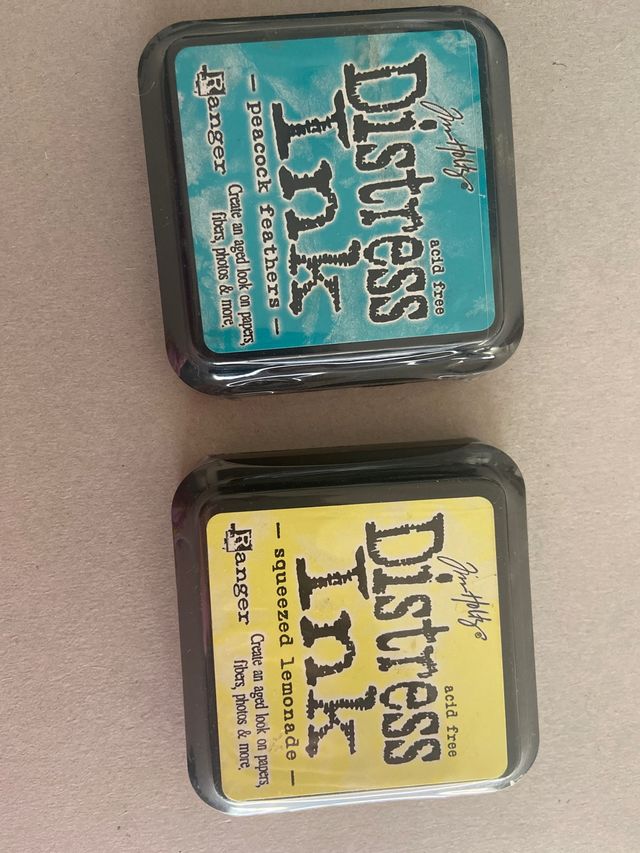 Tim Holtz
Distress
acid free
Ink
— peacock feathers —
Ranger
Create an aged look on papers,
fibers, photos & more.
Tim Holtz
Distress
acid free
Ink
— squeezed lemonade —
Ranger
Create an aged look on papers,
fibers, photos & more.